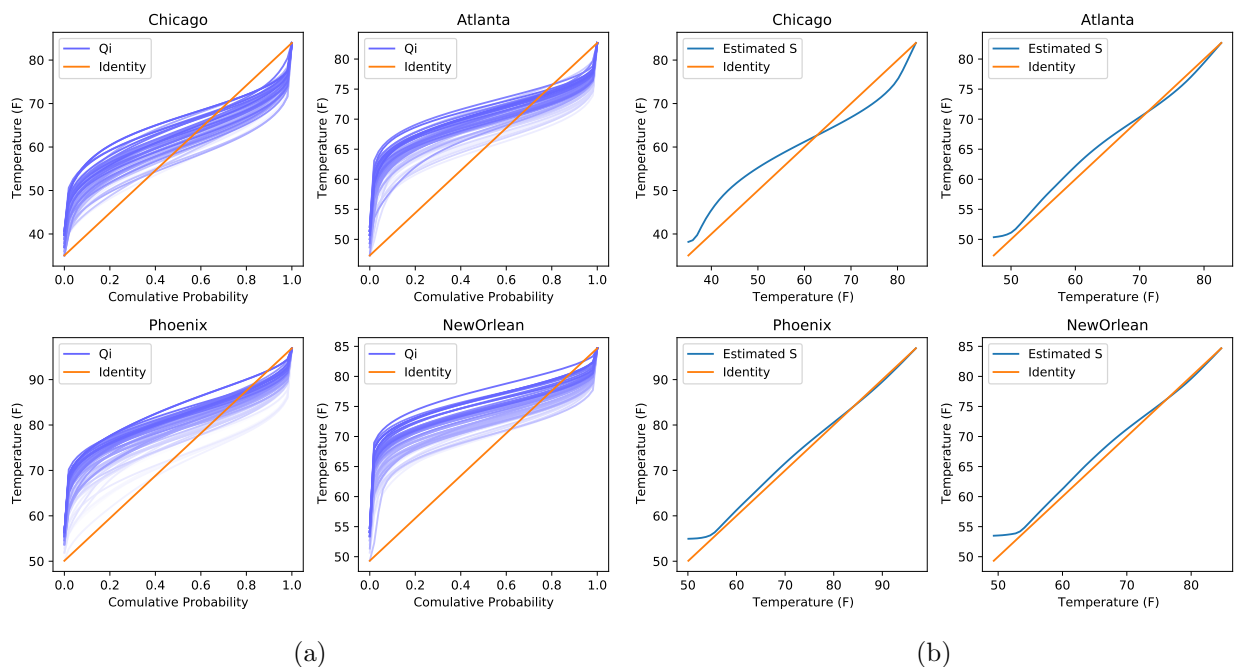 Chicago
Qi
Identity
80
70
60
50
40
Temperature (F)
0.0 0.2 0.4 0.6 0.8 1.0
Comulative Probability
Atlanta
Qi
Identity
80
75
70
65
60
55
50
Temperature (F)
0.0 0.2 0.4 0.6 0.8 1.0
Comulative Probability
Chicago
Estimated S
Identity
80
70
60
50
40
Temperature (F)
40 50 60 70 80
Temperature (F)
Atlanta
Estimated S
Identity
80
75
70
65
60
55
50
Temperature (F)
50 60 70 80
Temperature (F)
Phoenix
Qi
Identity
90
80
70
60
50
Temperature (F)
0.0 0.2 0.4 0.6 0.8 1.0
Comulative Probability
NewOrlean
Qi
Identity
85
80
75
70
65
60
55
50
Temperature (F)
0.0 0.2 0.4 0.6 0.8 1.0
Comulative Probability
Phoenix
Estimated S
Identity
90
80
70
60
50
Temperature (F)
50 60 70 80 90
Temperature (F)
NewOrlean
Estimated S
Identity
85
80
75
70
65
60
55
50
Temperature (F)
50 60 70 80
Temperature (F)
(a)
(b)